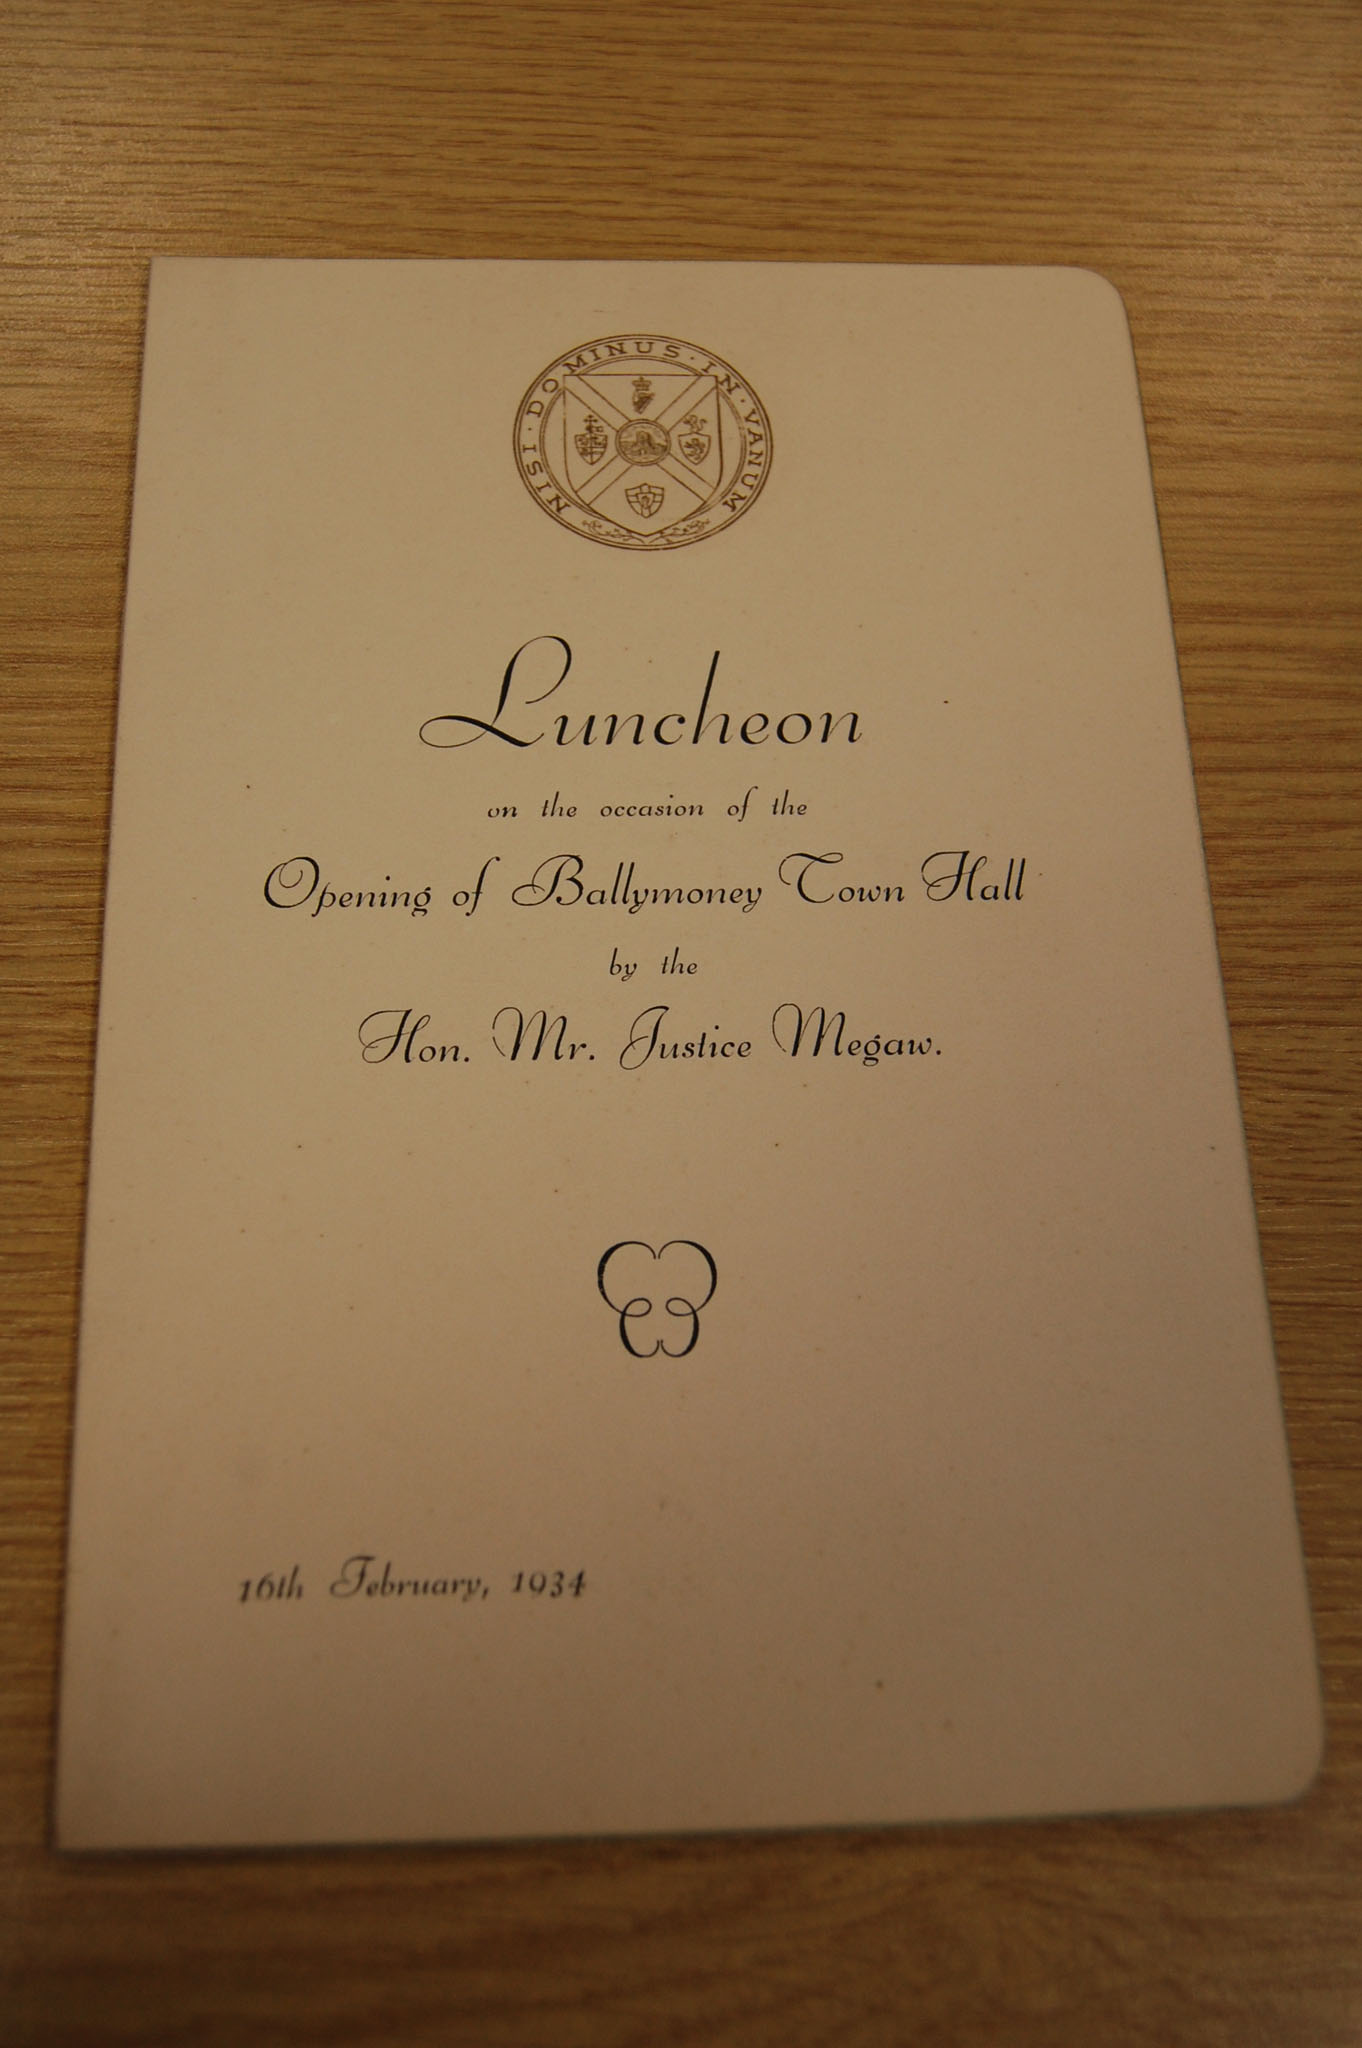 NISI · DOMINUS · IN · VANUM
Luncheon
on the occasion of the
Opening of Ballymoney Town Hall
by the
Hon. Mr. Justice Megaw.
16th February, 1934